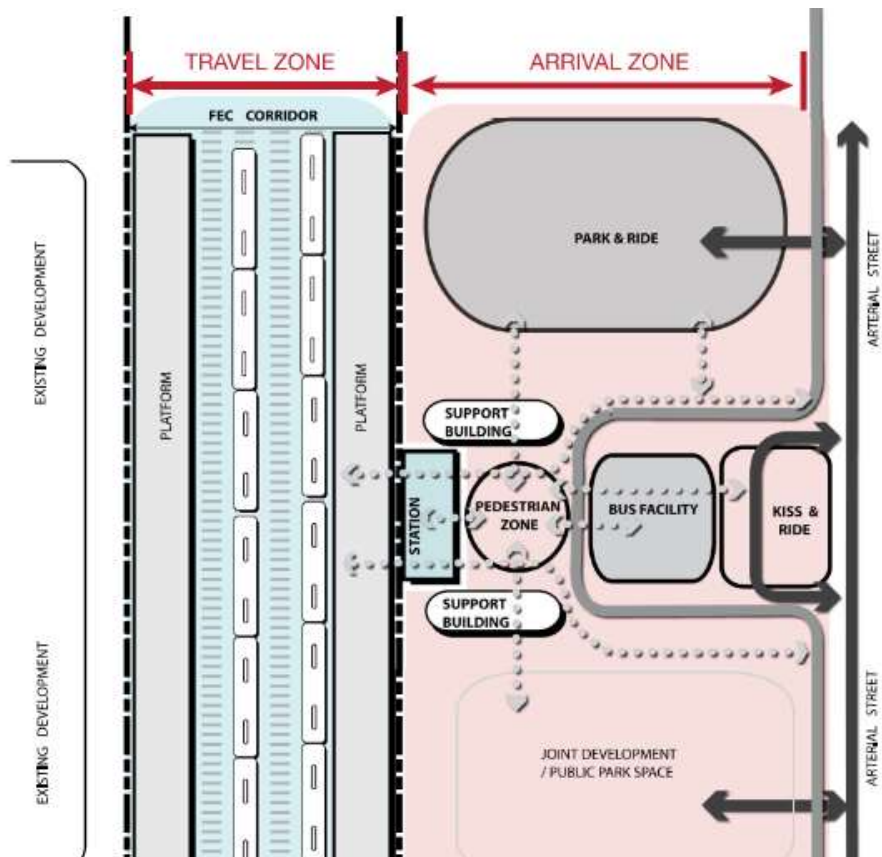 TRAVEL ZONE
ARRIVAL ZONE
FEC CORRIDOR
PARK & RIDE
EXISTING DEVELOPMENT
ARTERIAL STREET
PLATFORM
PLATFORM
SUPPORT
BUILDING
STATION
PEDESTRIAN
ZONE
BUS FACILITY
KISS &
RIDE
SUPPORT
BUILDING
EXISTING DEVELOPMENT
ARTERIAL STREET
JOINT DEVELOPMENT
/ PUBLIC PARK SPACE